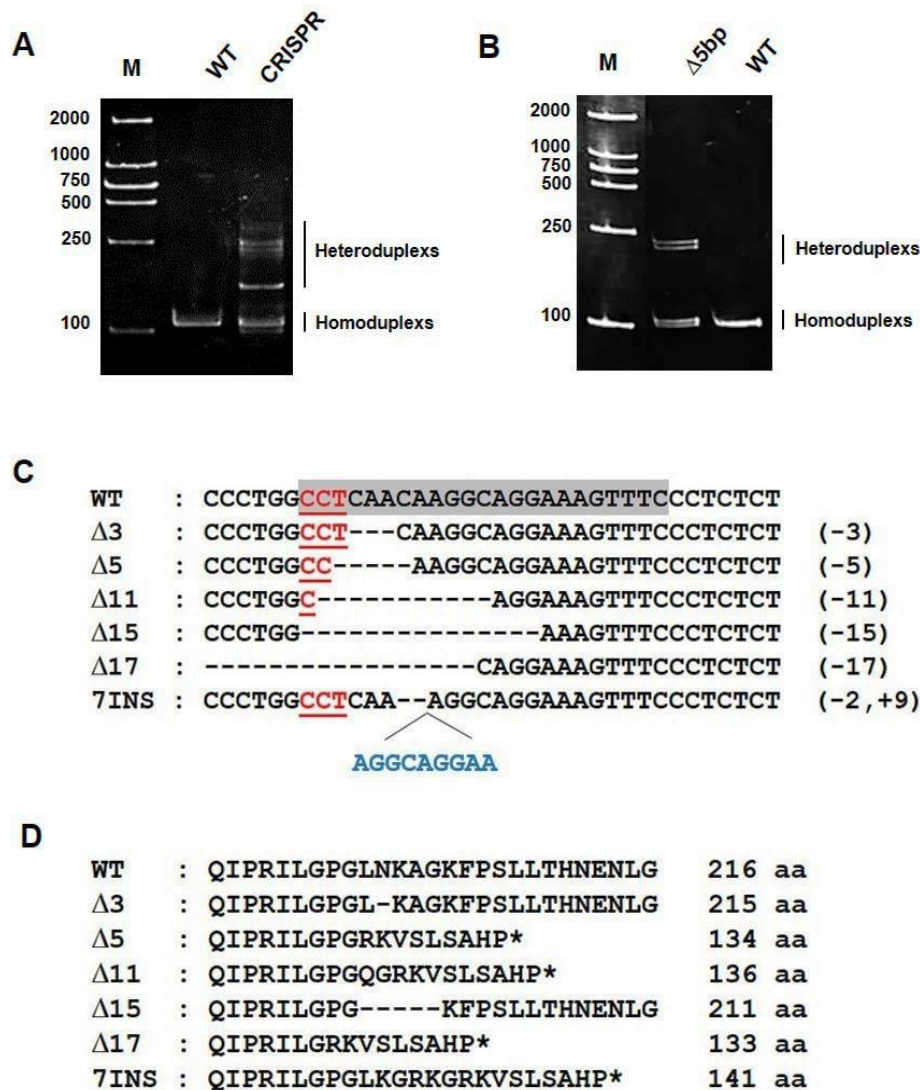 A
M WT CRISPR
2000
1000
750
500
250
100
Heteroduplexs
Homoduplexs
B
M Δ5bp WT
2000
1000
750
500
250
100
Heteroduplexs
Homoduplexs
C
WT : CCCTGGCCTCAACAAGGCAGGAAAGTTTCCCTCTCT
Δ3 : CCCTGGCCT---CAAGGCAGGAAAGTTTCCCTCTCT (-3)
Δ5 : CCCTGGCC-----AAGGCAGGAAAGTTTCCCTCTCT (-5)
Δ11 : CCCTGGC-----------AGGAAAGTTTCCCTCTCT (-11)
Δ15 : CCCTGG---------------AAAGTTTCCCTCTCT (-15)
Δ17 : -----------------CAGGAAAGTTTCCCTCTCT (-17)
7INS : CCCTGGCCTCAA--AGGCAGGAAAGTTTCCCTCTCT (-2,+9)
AGGCAGGAA
D
WT : QIPRILGPGLNKAGKFPSLLTHNENLG 216 aa
Δ3 : QIPRILGPGL-KAGKFPSLLTHNENLG 215 aa
Δ5 : QIPRILGPGRKVSLSAHP* 134 aa
Δ11 : QIPRILGPGQGRKVSLSAHP* 136 aa
Δ15 : QIPRILGPG-----KFPSLLTHNENLG 211 aa
Δ17 : QIPRILGRKVSLSAHP* 133 aa
7INS : QIPRILGPGLKGRKGRKVSLSAHP* 141 aa